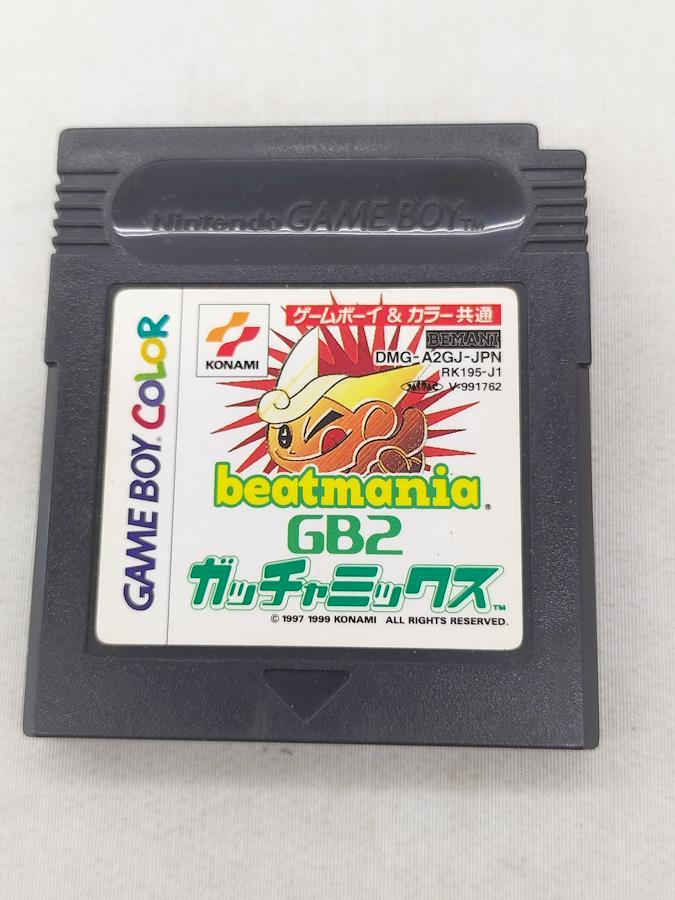 Nintendo GAME BOY™
GAME BOY COLOR
KONAMI
ゲームボーイ & カラー共通
BEMANI
DMG-A2GJ-JPN
RK195-J1
V-991762
beatmania®
GB2
ガッチャミックス™
© 1997 1999 KONAMI ALL RIGHTS RESERVED.